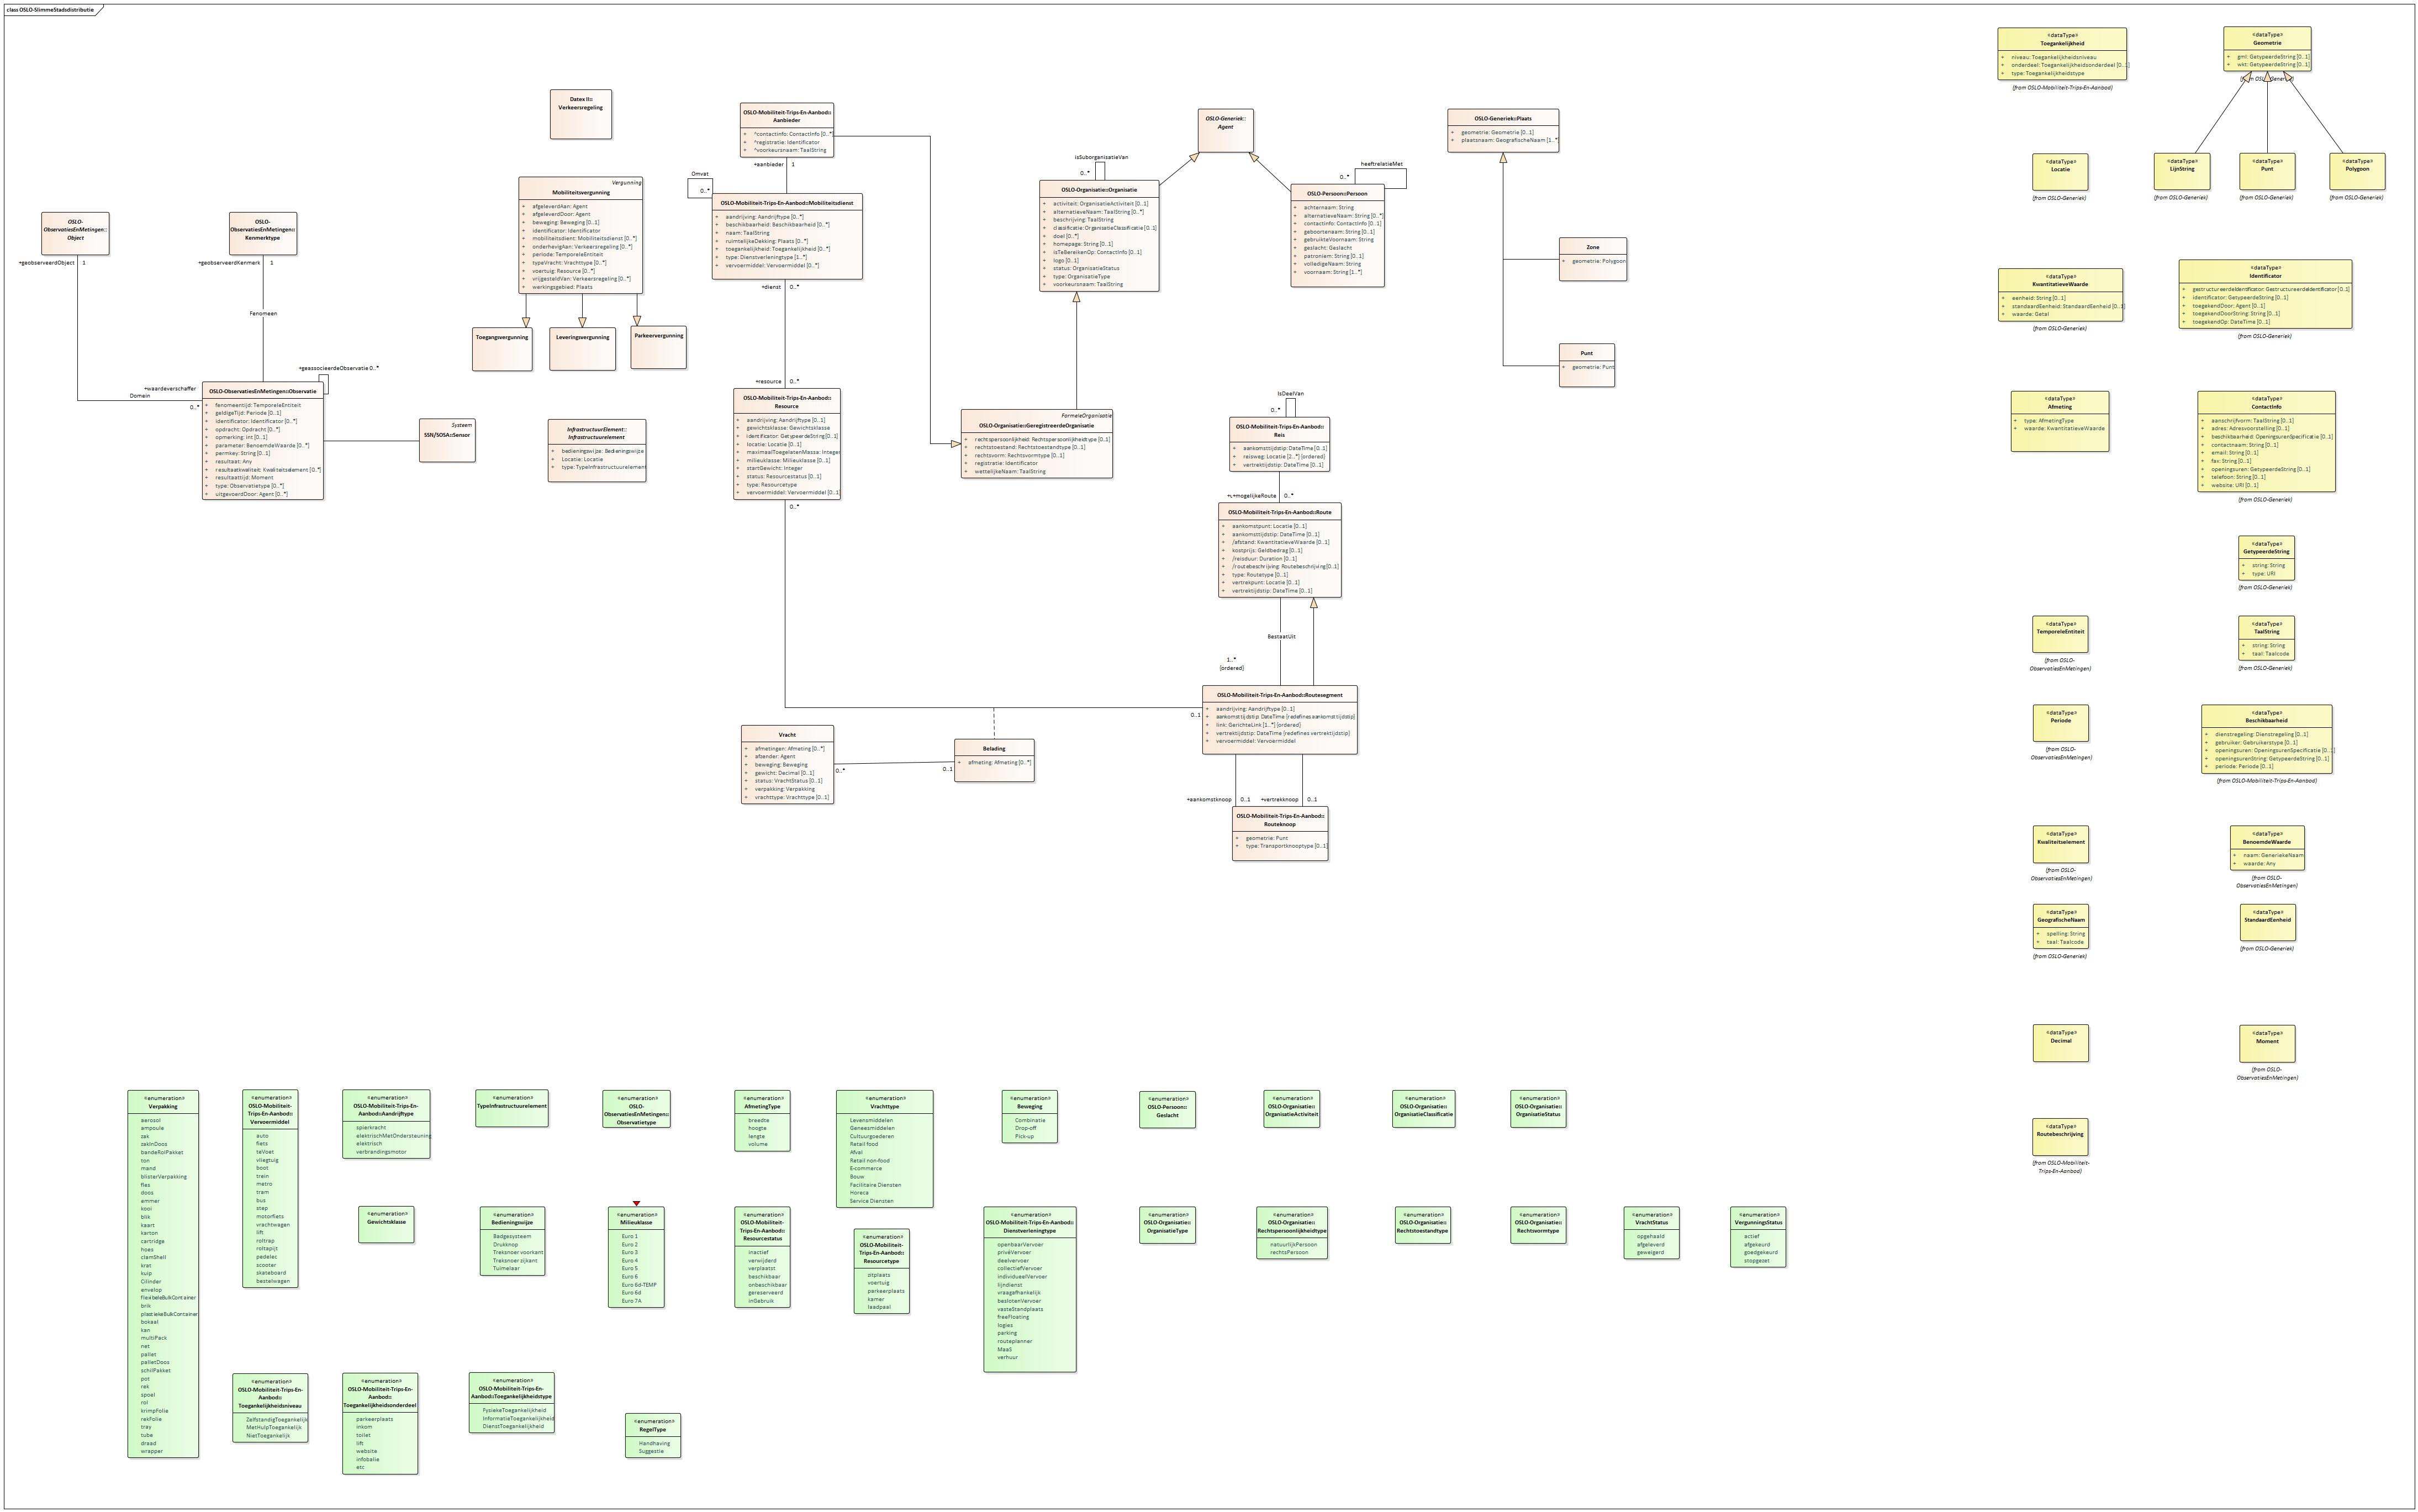 class OSLO-SlimmeStadsdistributie
Datex II::
Verkeersregeling
OSLO-Mobiliteit-Trips-En-Aanbod::
Aanbieder
+ ^contactinfo: ContactInfo [0..*]
+ ^registratie: Identificator
+ ^voorkeursnaam: TaalString
+aanbieder 1
Omvat
0..*
OSLO-Mobiliteit-Trips-En-Aanbod::Mobiliteitsdienst
+ aandrijving: Aandrijftype [0..*]
+ beschikbaarheid: Beschikbaarheid [0..*]
+ naam: TaalString
+ ruimtelijkeDekking: Plaats [0..*]
+ toegankelijkheid: Toegankelijkheid [0..*]
+ type: Dienstverleningtype [1..*]
+ vervoermiddel: Vervoermiddel [0..*]
+dienst 0..*
+resource 0..*
OSLO-Mobiliteit-Trips-En-Aanbod::
Resource
+ aandrijving: Aandrijftype [0..1]
+ gewichtsklasse: Gewichtsklasse
+ identificator: GetypeerdeString [0..1]
+ locatie: Locatie [0..1]
+ maximaalToegelatenMassa: Integer
+ milieuklasse: Milieuklasse [0..1]
+ startGewicht: Integer
+ status: Resourcestatus [0..1]
+ type: Resourcetype
+ vervoermiddel: Vervoermiddel [0..1]
0..*
Vergunning
Mobiliteitsvergunning
+ afgeleverdAan: Agent
+ afgeleverdDoor: Agent
+ beweging: Beweging [0..1]
+ identificator: Identificator
+ mobiliteitsdient: Mobiliteitsdienst [0..*]
+ onderhevigAan: Verkeersregeling [0..*]
+ periode: TemporeleEntiteit
+ typeVracht: Vrachttype [0..*]
+ voertuig: Resource [0..*]
+ vrijgesteldVan: Verkeersregeling [0..*]
+ werkingsgebied: Plaats
Toegangsvergunning
Leveringsvergunning
Parkeervergunning
OSLO-
ObservatiesEnMetingen::
Object
+geobserveerdObject 1
OSLO-
ObservatiesEnMetingen::
Kenmerktype
+geobserveerdKenmerk 1
Fenomeen
+waardeverschaffer
Domein
0..*
+geassocieerdeObservatie 0..*
OSLO-ObservatiesEnMetingen::Observatie
+ fenomeentijd: TemporeleEntiteit
+ geldigeTijd: Periode [0..1]
+ identificator: Identificator [0..*]
+ opdracht: Opdracht [0..*]
+ opmerking: int [0..1]
+ parameter: BenoemdeWaarde [0..*]
+ permkey: String [0..1]
+ resultaat: Any
+ resultaatkwaliteit: Kwaliteitselement [0..*]
+ resultaattijd: Moment
+ type: Observatietype [0..*]
+ uitgevoerdDoor: Agent [0..*]
Systeem
SSN/SOSA::Sensor
InfrastructuurElement::
Infrastructuurelement
+ bedieningswijze: Bedieningswijze
+ Locatie: Locatie
+ type: TypeInfrastructuurelement
OSLO-Generiek::
Agent
isSuborganisatieVan
0..*
OSLO-Organisatie::Organisatie
+ activiteit: OrganisatieActiviteit [0..1]
+ alternatieveNaam: TaalString [0..*]
+ beschrijving: TaalString
+ classificatie: OrganisatieClassificatie [0..1]
+ doel [0..*]
+ homepage: String [0..1]
+ isTeBereikenOp: ContactInfo [0..1]
+ logo [0..1]
+ status: OrganisatieStatus
+ type: OrganisatieType
+ voorkeursnaam: TaalString
heeftrelatieMet
0..*
OSLO-Persoon::Persoon
+ achternaam: String
+ alternatieveNaam: String [0..*]
+ contactinfo: ContactInfo [0..1]
+ geboortenaam: String [0..1]
+ gebruikteVoornaam: String
+ geslacht: Geslacht
+ patroniem: String [0..1]
+ volledigeNaam: String
+ voornaam: String [1..*]
FormeleOrganisatie
OSLO-Organisatie::GeregistreerdeOrganisatie
+ rechtspersoonlijkheid: Rechtspersoonlijkheidtype [0..1]
+ rechtstoestand: Rechtstoestandtype [0..1]
+ rechtsvorm: Rechtsvormtype [0..1]
+ registratie: Identificator
+ wettelijkeNaam: TaalString
OSLO-Generiek::Plaats
+ geometrie: Geometrie [0..1]
+ plaatsnaam: GeografischeNaam [1..*]
Zone
+ geometrie: Polygoon
Punt
+ geometrie: Punt
IsDeelVan
0..*
OSLO-Mobiliteit-Trips-En-Aanbod::
Reis
+ aankomsttijdstip: DateTime [0..1]
+ reisweg: Locatie [2..*] {ordered}
+ vertrektijdstip: DateTime [0..1]
+mogelijkeRoute 0..*
OSLO-Mobiliteit-Trips-En-Aanbod::Route
+ aankomstpunt: Locatie [0..1]
+ aankomsttijdstip: DateTime [0..1]
+ /afstand: KwantitatieveWaarde [0..1]
+ kostprijs: Geldbedrag [0..1]
+ /reisduur: Duration [0..1]
+ /routebeschrijving: Routebeschrijving [0..1]
+ type: Routetype [0..1]
+ vertrekpunt: Locatie [0..1]
+ vertrektijdstip: DateTime [0..1]
BestaatUit
1..*
{ordered}
0..1
OSLO-Mobiliteit-Trips-En-Aanbod::Routesegment
+ aandrijving: Aandrijftype [0..1]
+ aankomsttijdstip: DateTime {redefines aankomsttijdstip}
+ link: GerichteLink [1..*] {ordered}
+ vertrektijdstip: DateTime {redefines vertrektijdstip}
+ vervoermiddel: Vervoermiddel
+aankomstknoop 0..1 +vertrekknoop 0..1
OSLO-Mobiliteit-Trips-En-Aanbod::
Routeknoop
+ geometrie: Punt
+ type: Transportknooptype [0..1]
Vracht
+ afmetingen: Afmeting [0..*]
+ afzender: Agent
+ beweging: Beweging
+ gewicht: Decimal [0..1]
+ status: VrachtStatus [0..1]
+ verpakking: Verpakking
+ vrachttype: Vrachttype [0..1]
0..*
0..1
Belading
+ afmeting: Afmeting [0..*]
«dataType»
Toegankelijkheid
+ niveau: Toegankelijkheidsniveau
+ onderdeel: Toegankelijkheidsonderdeel [0..1]
+ type: Toegankelijkheidstype
(from OSLO-Mobiliteit-Trips-En-Aanbod)
«dataType»
Geometrie
+ gml: GetypeerdeString [0..1]
+ wkt: GetypeerdeString [0..1]
(from OSLO-Generiek)
«dataType»
Locatie
(from OSLO-Generiek)
«dataType»
LijnString
(from OSLO-Generiek)
«dataType»
Punt
(from OSLO-Generiek)
«dataType»
Polygoon
(from OSLO-Generiek)
«dataType»
KwantitatieveWaarde
+ eenheid: String [0..1]
+ standaardEenheid: StandaardEenheid [0..1]
+ waarde: Getal
(from OSLO-Generiek)
«dataType»
Identificator
+ gestructureerdeIdentificator: GestructureerdeIdentificator [0..1]
+ identificator: GetypeerdeString [0..1]
+ toegekendDoor: Agent [0..1]
+ toegekendDoorString: String [0..1]
+ toegekendOp: DateTime [0..1]
(from OSLO-Generiek)
«dataType»
Afmeting
+ type: AfmetingType
+ waarde: KwantitatieveWaarde
«dataType»
ContactInfo
+ aanschrijfvorm: TaalString [0..1]
+ adres: Adresvoorstelling [0..1]
+ beschikbaarheid: OpeningsurenSpecificatie [0..1]
+ contactnaam: String [0..1]
+ email: String [0..1]
+ fax: String [0..1]
+ openingsuren: GetypeerdeString [0..1]
+ telefoon: String [0..1]
+ website: URI [0..1]
(from OSLO-Generiek)
«dataType»
GetypeerdeString
+ string: String
+ type: URI
(from OSLO-Generiek)
«dataType»
TemporeleEntiteit
(from OSLO-
ObservatiesEnMetingen)
«dataType»
TaalString
+ string: String
+ taal: Taalcode
(from OSLO-Generiek)
«dataType»
Periode
(from OSLO-
ObservatiesEnMetingen)
«dataType»
Beschikbaarheid
+ dienstregeling: Dienstregeling [0..1]
+ gebruiker: Gebruikerstype [0..1]
+ openingsuren: OpeningsurenSpecificatie [0..1]
+ openingsurenString: GetypeerdeString [0..1]
+ periode: Periode [0..1]
(from OSLO-Mobiliteit-Trips-En-Aanbod)
«dataType»
Kwaliteitselement
(from OSLO-
ObservatiesEnMetingen)
«dataType»
BenoemdeWaarde
+ naam: GeneriekeNaam
+ waarde: Any
(from OSLO-
ObservatiesEnMetingen)
«dataType»
GeografischeNaam
+ spelling: String
+ taal: Taalcode
(from OSLO-Generiek)
«dataType»
StandaardEenheid
(from OSLO-Generiek)
«dataType»
Decimal
«dataType»
Moment
(from OSLO-
ObservatiesEnMetingen)
«dataType»
Routebeschrijving
(from OSLO-Mobiliteit-
Trips-En-Aanbod)
«enumeration»
Verpakking
aerosol
ampoule
zak
zakInDoos
bandeRolPakket
ton
mand
blisterVerpakking
fles
doos
emmer
kooi
blik
kaart
karton
cartridge
hoes
clamShell
krat
kuip
Cilinder
envelop
flexibeleBulkContainer
brik
plastiekeBulkContainer
bokaal
kan
multiPack
net
pallet
palletDoos
schilPakket
pot
rek
spoel
rol
krimpFolie
rekFolie
tray
tube
draad
wrapper
«enumeration»
OSLO-Mobiliteit-
Trips-En-Aanbod::
Vervoermiddel
auto
fiets
teVoet
vliegtuig
boot
trein
metro
tram
bus
step
motorfiets
vrachtwagen
lift
roltrap
roltapijt
pedelec
scooter
skateboard
bestelwagen
«enumeration»
OSLO-Mobiliteit-Trips-En-
Aanbod::Aandrijftype
spierkracht
elektrischMetOndersteuning
elektrisch
verbrandingsmotor
«enumeration»
TypeInfrastructuurelement
«enumeration»
OSLO-
ObservatiesEnMetingen::
Observatietype
«enumeration»
AfmetingType
breedte
hoogte
lengte
volume
«enumeration»
Vrachttype
Levensmiddelen
Geneesmiddelen
Cultuurgoederen
Retail food
Afval
Retail non-food
E-commerce
Bouw
Facilitaire Diensten
Horeca
Service Diensten
«enumeration»
Beweging
Combinatie
Drop-off
Pick-up
«enumeration»
OSLO-Persoon::
Geslacht
«enumeration»
OSLO-Organisatie::
OrganisatieActiviteit
«enumeration»
OSLO-Organisatie::
OrganisatieClassificatie
«enumeration»
OSLO-Organisatie::
OrganisatieStatus
«enumeration»
Gewichtsklasse
«enumeration»
Bedieningswijze
Badgesysteem
Drukknop
Treksnoer voorkant
Treksnoer zijkant
Tuimelaar
«enumeration»
Milieuklasse
Euro 1
Euro 2
Euro 3
Euro 4
Euro 5
Euro 6
Euro 6d-TEMP
Euro 6d
Euro 7A
«enumeration»
OSLO-Mobiliteit-
Trips-En-Aanbod::
Resourcestatus
inactief
verwijderd
verplaatst
beschikbaar
onbeschikbaar
gereserveerd
inGebruik
«enumeration»
OSLO-Mobiliteit-
Trips-En-Aanbod::
Resourcetype
zitplaats
voertuig
parkeerplaats
kamer
laadpaal
«enumeration»
OSLO-Mobiliteit-Trips-En-Aanbod::
Dienstverleningtype
openbaarVervoer
privéVervoer
deelvervoer
collectiefVervoer
individueelVervoer
lijndienst
vraagafhankelijk
beslotenVervoer
vasteStandplaats
freeFloating
logies
parking
routeplanner
MaaS
verhuur
«enumeration»
OSLO-Organisatie::
OrganisatieType
«enumeration»
OSLO-Organisatie::
Rechtspersoonlijkheidtype
natuurlijkPersoon
rechtsPersoon
«enumeration»
OSLO-Organisatie::
Rechtstoestandtype
«enumeration»
OSLO-Organisatie::
Rechtsvormtype
«enumeration»
VrachtStatus
opgehaald
afgeleverd
geweigerd
«enumeration»
VergunningsStatus
actief
afgekeurd
goedgekeurd
stopgezet
«enumeration»
OSLO-Mobiliteit-Trips-En-
Aanbod::
Toegankelijkheidsniveau
ZelfstandigToegankelijk
MetHulpToegankelijk
NietToegankelijk
«enumeration»
OSLO-Mobiliteit-Trips-En-
Aanbod::
Toegankelijkheidsonderdeel
parkeerplaats
inkom
toilet
lift
website
infobalie
etc
«enumeration»
OSLO-Mobiliteit-Trips-En-
Aanbod::Toegankelijkheidstype
FysiekeToegankelijkheid
InformatieToegankelijkheid
DienstToegankelijkheid
«enumeration»
RegelType
Handhaving
Suggestie